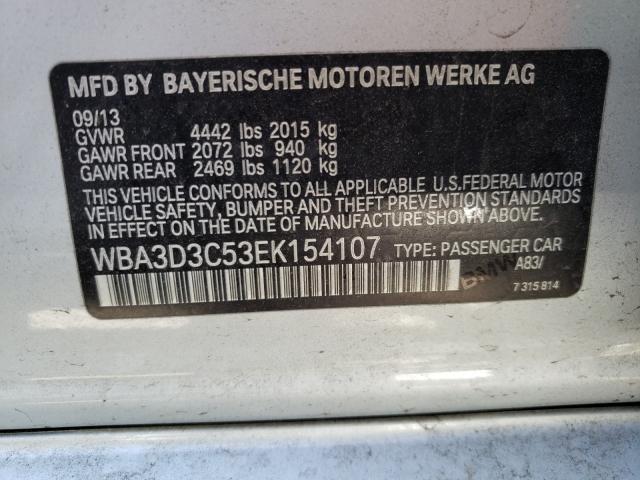 MFD BY BAYERISCHE MOTOREN WERKE AG
09/13
GVWR 4442 lbs 2015 kg
GAWR FRONT 2072 lbs 940 kg
GAWR REAR 2469 lbs 1120 kg
THIS VEHICLE CONFORMS TO ALL APPLICABLE U.S.FEDERAL MOTOR
VEHICLE SAFETY, BUMPER AND THEFT PREVENTION STANDARDS
IN EFFECT ON THE DATE OF MANUFACTURE SHOWN ABOVE.
WBA3D3C53EK154107 TYPE: PASSENGER CAR
BMW A83/
7 315 814